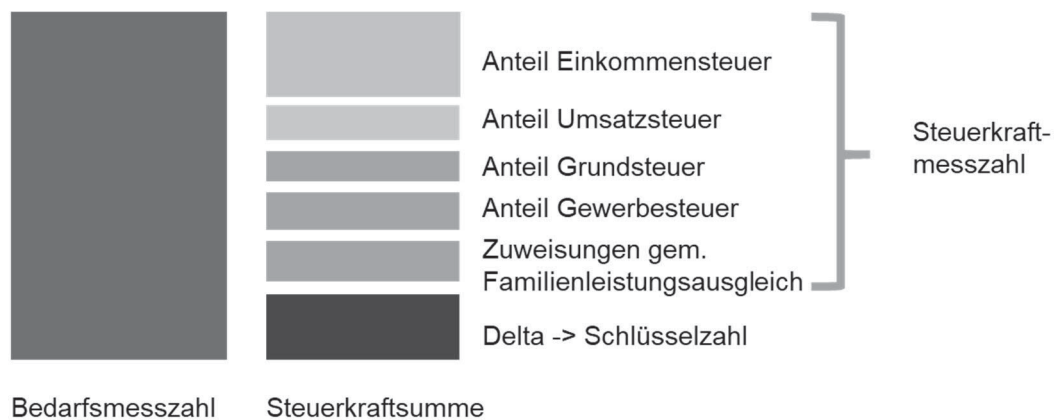 Anteil Einkommensteuer
Anteil Umsatzsteuer
Anteil Grundsteuer
Anteil Gewerbesteuer
Zuweisungen gem.
Familienleistungsausgleich
Delta -> Schlüsselzahl
Steuerkraft-
messzahl
Bedarfsmesszahl
Steuerkraftsumme